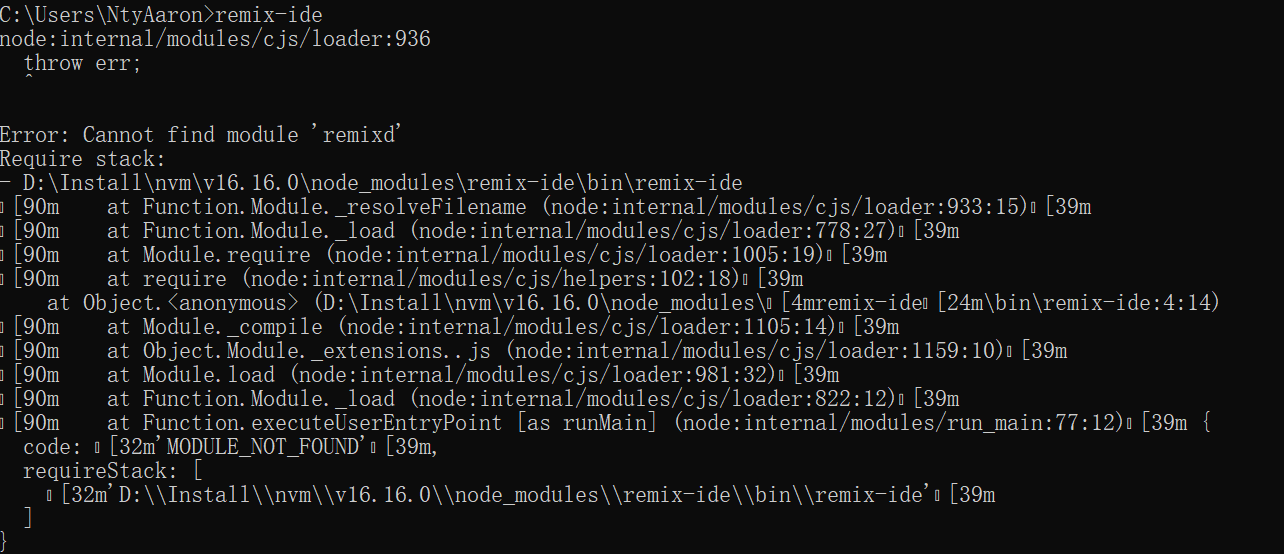 C:\Users\NtyAaron>remix-ide
node:internal/modules/cjs/loader:936
  throw err;
  ^

Error: Cannot find module 'remixd'
Require stack:
- D:\Install\nvm\v16.16.0\node_modules\remix-ide\bin\remix-ide
[90m    at Function.Module._resolveFilename (node:internal/modules/cjs/loader:933:15)[39m
[90m    at Function.Module._load (node:internal/modules/cjs/loader:778:27)[39m
[90m    at Module.require (node:internal/modules/cjs/loader:1005:19)[39m
[90m    at require (node:internal/modules/cjs/helpers:102:18)[39m
    at Object.<anonymous> (D:\Install\nvm\v16.16.0\node_modules\[4mremix-ide[24m\bin\remix-ide:4:14)
[90m    at Module._compile (node:internal/modules/cjs/loader:1105:14)[39m
[90m    at Object.Module._extensions..js (node:internal/modules/cjs/loader:1159:10)[39m
[90m    at Module.load (node:internal/modules/cjs/loader:981:32)[39m
[90m    at Function.Module._load (node:internal/modules/cjs/loader:822:12)[39m
[90m    at Function.executeUserEntryPoint [as runMain] (node:internal/modules/run_main:77:12)[39m {
  code: [32m'MODULE_NOT_FOUND'[39m,
  requireStack: [
    [32m'D:\\Install\\nvm\\v16.16.0\\node_modules\\remix-ide\\bin\\remix-ide'[39m
  ]
}